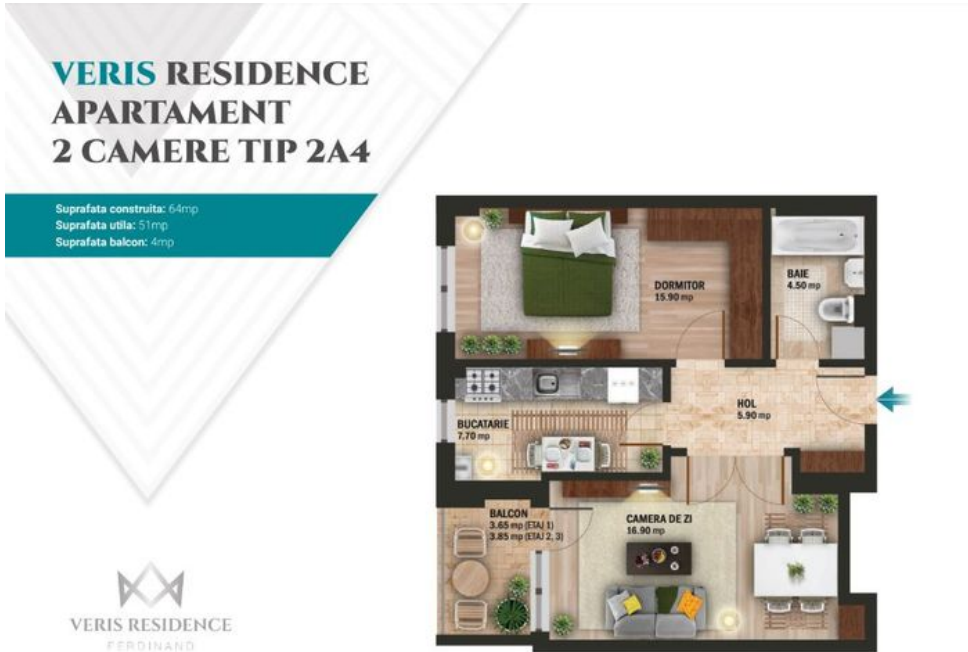 VERIS RESIDENCE
APARTAMENT
2 CAMERE TIP 2A4
Suprafata construita: 64mp
Suprafata utila: 51mp
Suprafata balcon: 4mp
DORMITOR
15.90 mp
BAIE
4.50 mp
HOL
5.90 mp
BUCATARIE
7.70 mp
BALCON
3.65 mp (ETAJ 1)
3.85 mp (ETAJ 2, 3)
CAMERA DE ZI
16.90 mp
VERIS RESIDENCE
FERDINAND